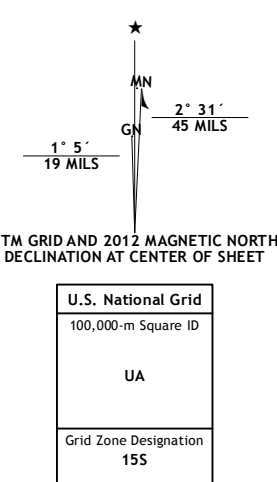 ★
MN
GN
2° 31´
45 MILS
1° 5´
19 MILS
TM GRID AND 2012 MAGNETIC NORTH
DECLINATION AT CENTER OF SHEET
U.S. National Grid
100,000-m Square ID
UA
Grid Zone Designation
15S